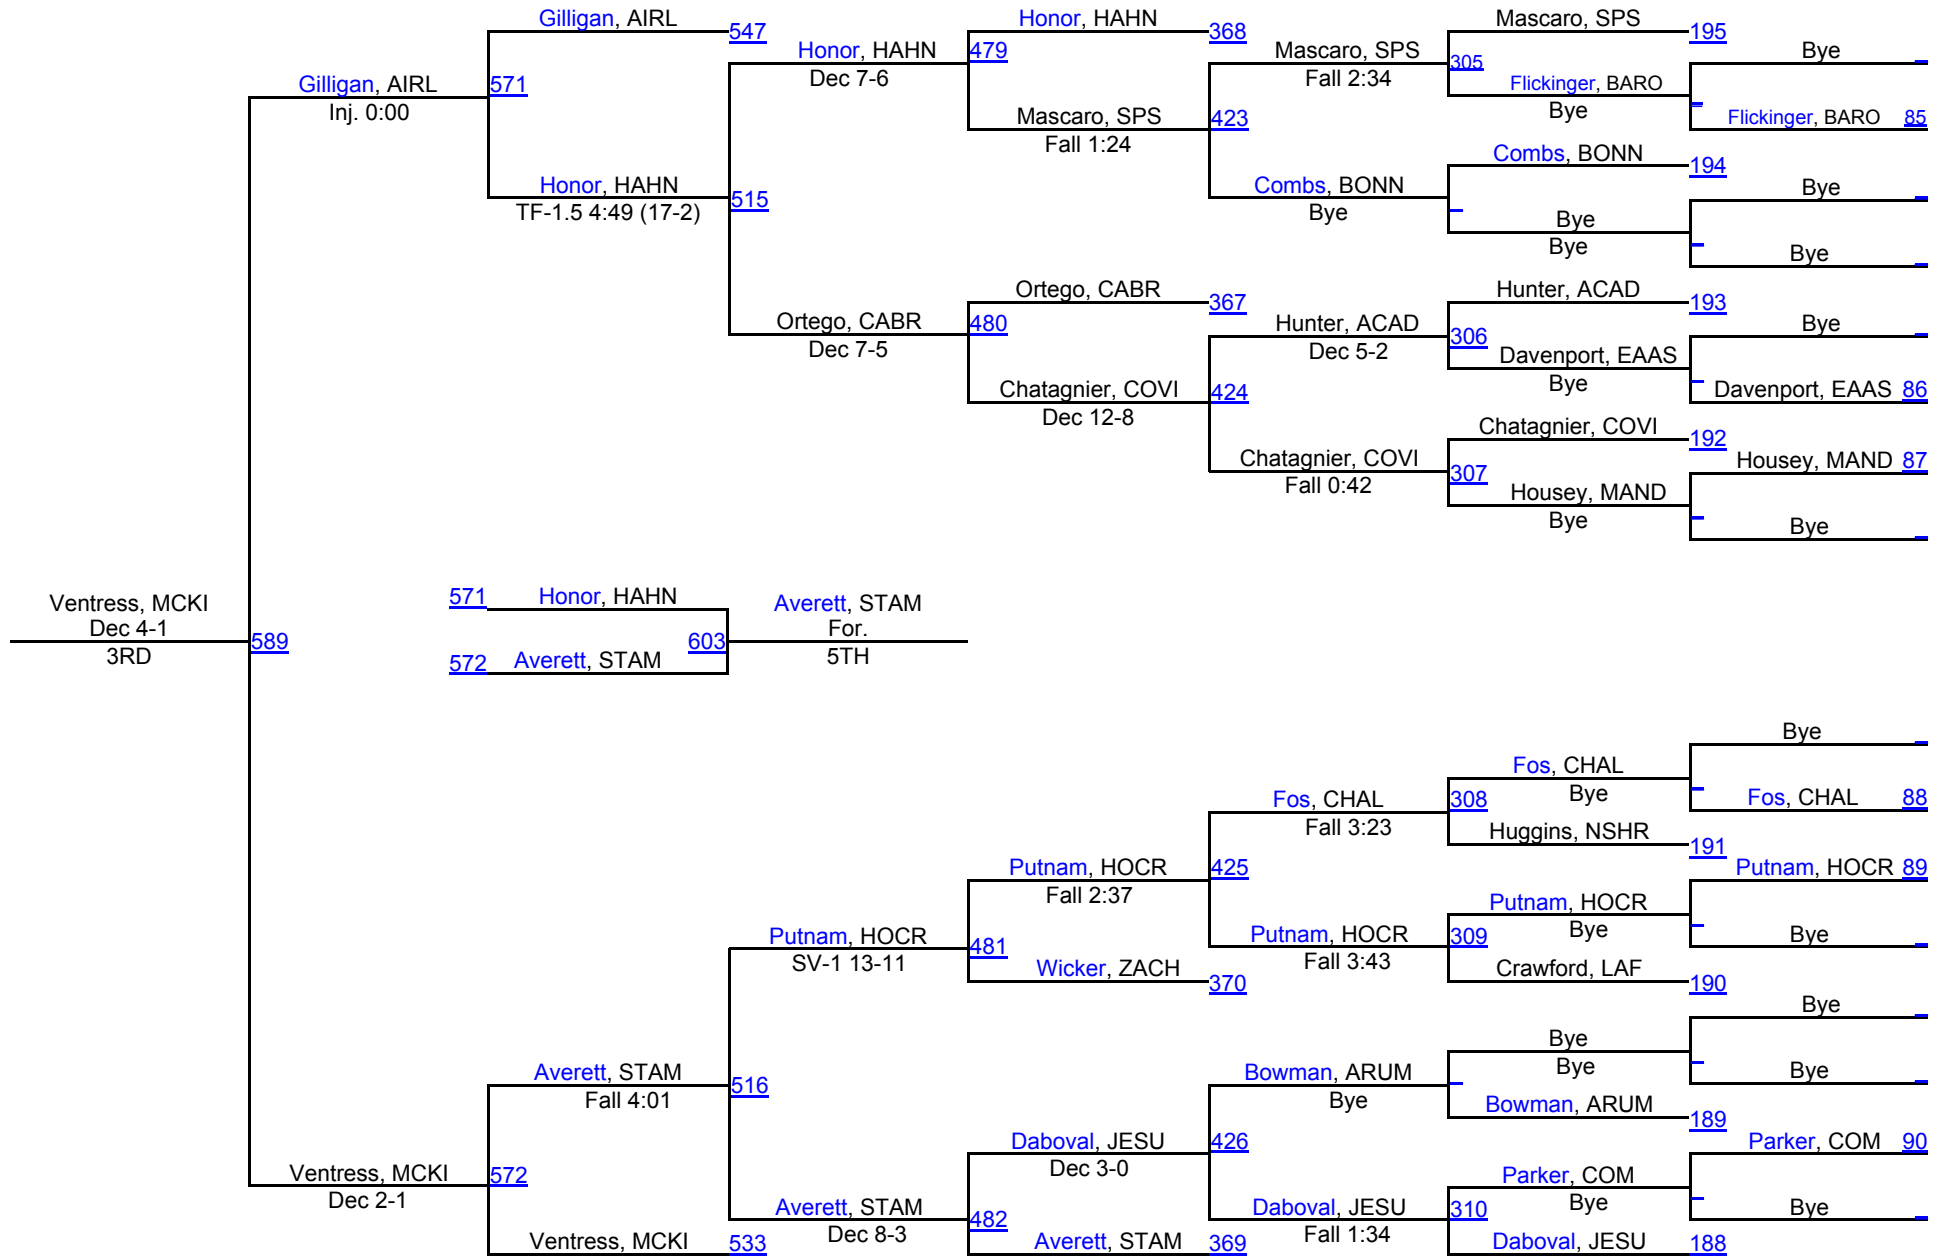 Gilligan, AIRL
547
Honor, HAHN
368
Mascaro, SPS
195
Bye
Honor, HAHN
479
Dec 7-6
Mascaro, SPS
305
Fall 2:34
Flickinger, BARO
Bye
Flickinger, BARO 85
Gilligan, AIRL
571
Inj. 0:00
Mascaro, SPS
423
Fall 1:24
Combs, BONN
194
Bye
Honor, HAHN
515
TF-1.5 4:49 (17-2)
Combs, BONN
Bye
Bye
Bye
Bye
Ortego, CABR
367
Hunter, ACAD
193
Bye
Ortego, CABR
480
Dec 7-5
Hunter, ACAD
306
Dec 5-2
Davenport, EAAS
Bye
Davenport, EAAS 86
Chatagnier, COVI
424
Dec 12-8
Chatagnier, COVI
192
Housey, MAND 87
Chatagnier, COVI
307
Fall 0:42
Housey, MAND
Bye
Bye
Ventress, MCKI
Dec 4-1
589
3RD
571 Honor, HAHN
572 Averett, STAM
603
Averett, STAM
For.
5TH
Bye
Fos, CHAL
Bye
Fos, CHAL 88
Fos, CHAL
308
Fall 3:23
Huggins, NSHR
191
Putnam, HOCR 89
Putnam, HOCR
425
Fall 2:37
Putnam, HOCR
Bye
Bye
Putnam, HOCR
481
SV-1 13-11
Putnam, HOCR
309
Fall 3:43
Wicker, ZACH
370
Crawford, LAF
190
Bye
Bye
Bye
Bye
Averett, STAM
516
Fall 4:01
Bowman, ARUM
Bye
Bowman, ARUM
189
Daboval, JESU
426
Dec 3-0
Parker, COM 90
Ventress, MCKI
572
Dec 2-1
Parker, COM
Bye
Bye
Averett, STAM
482
Dec 8-3
Daboval, JESU
310
Fall 1:34
Ventress, MCKI
533
Averett, STAM
369
Daboval, JESU
188